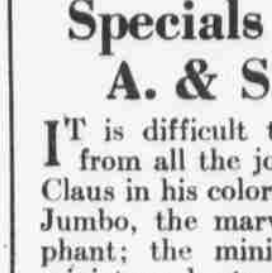 Specials
A. & S
IT is difficult t
from all the jo
Claus in his color
Jumbo, the marv
phant; the mini